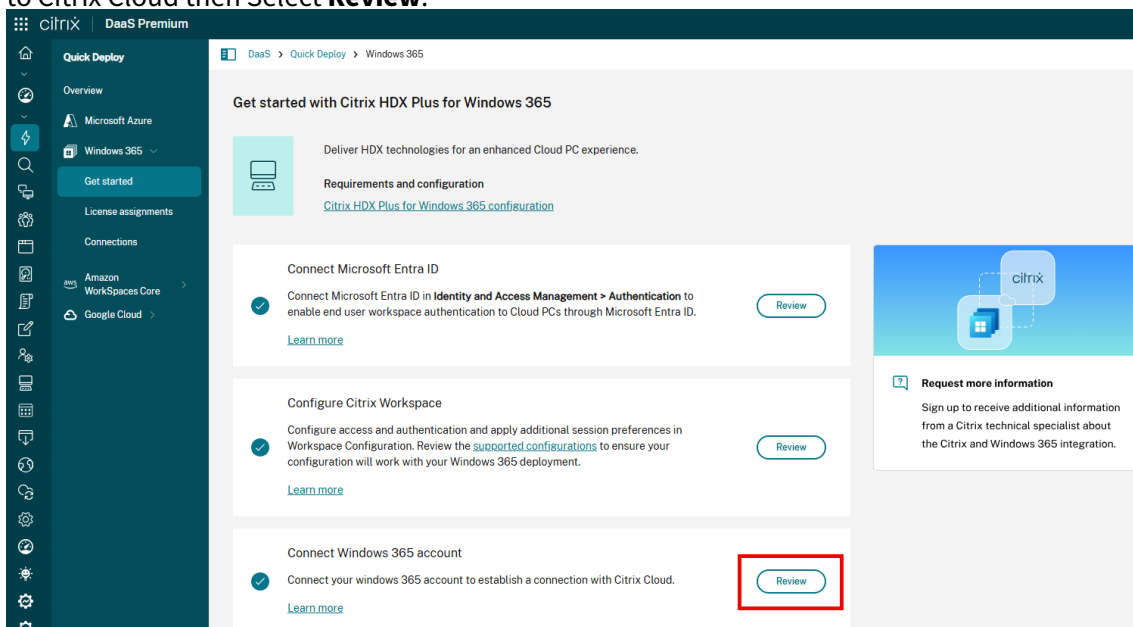 to Citrix Cloud then Select Review.
citrix DaaS Premium
Quick Deploy
Overview
Microsoft Azure
Windows 365
Get started
License assignments
Connections
aws Amazon
WorkSpaces Core
Google Cloud
DaaS > Quick Deploy > Windows 365
Get started with Citrix HDX Plus for Windows 365
Deliver HDX technologies for an enhanced Cloud PC experience.
Requirements and configuration
Citrix HDX Plus for Windows 365 configuration
Connect Microsoft Entra ID
Connect Microsoft Entra ID in Identity and Access Management > Authentication to
enable end user workspace authentication to Cloud PCs through Microsoft Entra ID.
Learn more
Review
Configure Citrix Workspace
Configure access and authentication and apply additional session preferences in
Workspace Configuration. Review the supported configurations to ensure your
configuration will work with your Windows 365 deployment.
Learn more
Review
Connect Windows 365 account
Connect your windows 365 account to establish a connection with Citrix Cloud.
Learn more
Review
citrix
Request more information
Sign up to receive additional information
from a Citrix technical specialist about
the Citrix and Windows 365 integration.